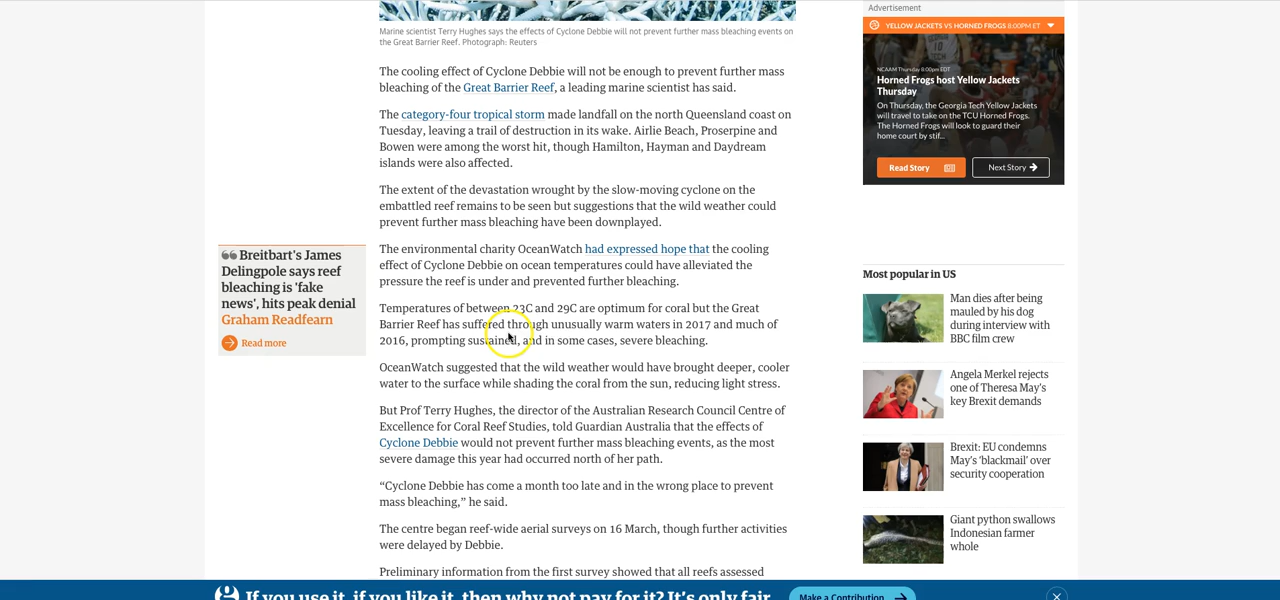 Marine scientist Terry Hughes says the effects of Cyclone Debbie will not prevent further mass bleaching events on
the Great Barrier Reef. Photograph: Reuters
The cooling effect of Cyclone Debbie will not be enough to prevent further mass
bleaching of the Great Barrier Reef, a leading marine scientist has said.
The category-four tropical storm made landfall on the north Queensland coast on
Tuesday, leaving a trail of destruction in its wake. Airlie Beach, Proserpine and
Bowen were among the worst hit, though Hamilton, Hayman and Daydream
islands were also affected.
The extent of the devastation wrought by the slow-moving cyclone on the
embattled reef remains to be seen but suggestions that the wild weather could
prevent further mass bleaching have been downplayed.
Breitbart's James
Delingpole says reef
bleaching is 'fake
news', hits peak denial
Graham Readfearn
Read more
The environmental charity OceanWatch had expressed hope that the cooling
effect of Cyclone Debbie on ocean temperatures could have alleviated the
pressure the reef is under and prevented further bleaching.
Temperatures of between 23C and 29C are optimum for coral but the Great
Barrier Reef has suffered through unusually warm waters in 2017 and much of
2016, prompting sustained, and in some cases, severe bleaching.
OceanWatch suggested that the wild weather would have brought deeper, cooler
water to the surface while shading the coral from the sun, reducing light stress.
But Prof Terry Hughes, the director of the Australian Research Council Centre of
Excellence for Coral Reef Studies, told Guardian Australia that the effects of
Cyclone Debbie would not prevent further mass bleaching events, as the most
severe damage this year had occurred north of her path.
“Cyclone Debbie has come a month too late and in the wrong place to prevent
mass bleaching,” he said.
The centre began reef-wide aerial surveys on 16 March, though further activities
were delayed by Debbie.
Preliminary information from the first survey showed that all reefs assessed
Advertisement
YELLOW JACKETS VS HORNED FROGS 8:00PM ET
NCAAM Thursday 8:00pm EDT
Horned Frogs host Yellow Jackets
Thursday
On Thursday, the Georgia Tech Yellow Jackets
will travel to take on the TCU Horned Frogs.
The Horned Frogs will look to guard their
home court by stif...
Read Story
Next Story
Most popular in US
Man dies after being
mauled by his dog
during interview with
BBC film crew
Angela Merkel rejects
one of Theresa May's
key Brexit demands
Brexit: EU condemns
May's 'blackmail' over
security cooperation
Giant python swallows
Indonesian farmer
whole
If you use it, if you like it, then why not pay for it? It's only fair.
Make a Contribution